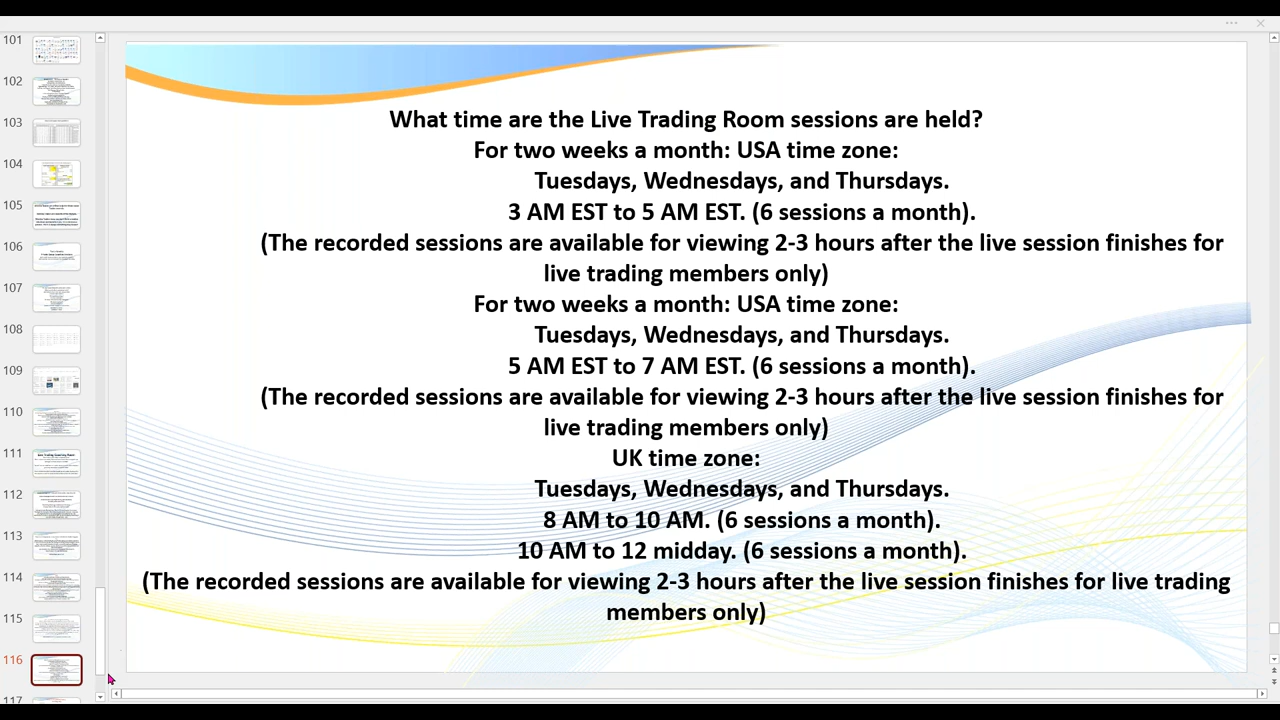 101
102
103
104
105
106
107
108
109
110
116
What time are the Live Trading Room sessions are held?
For two weeks a month: USA time zone:
Tuesdays, Wednesdays, and Thursdays.
3 AM EST to 5 AM EST. (6 sessions a month).
(The recorded sessions are available for viewing 2-3 hours after the live session finishes for
live trading members only)
For two weeks a month: USA time zone:
Tuesdays, Wednesdays, and Thursdays.
5 AM EST to 7 AM EST. (6 sessions a month).
(The recorded sessions are available for viewing 2-3 hours after the live session finishes for
live trading members only)
UK time zone:
Tuesdays, Wednesdays, and Thursdays.
8 AM to 10 AM. (6 sessions a month).
10 AM to 12 midday. (6 sessions a month).
(The recorded sessions are available for viewing 2-3 hours after the live session finishes for live trading
members only)